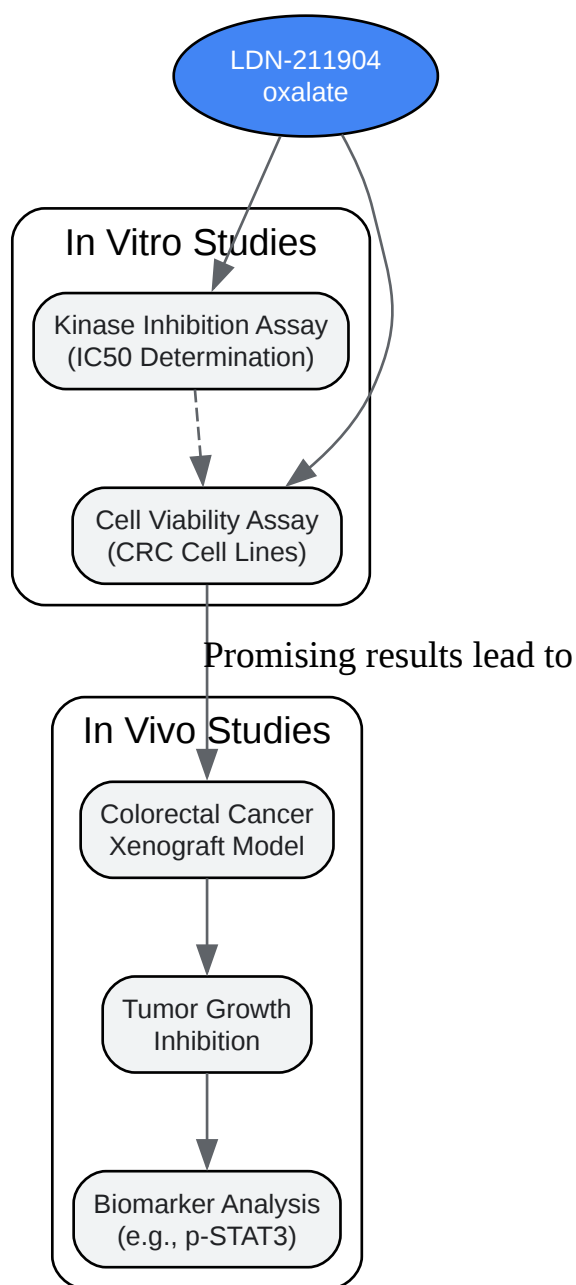 LDN-211904
oxalate
In Vitro Studies
Kinase Inhibition Assay
(IC50 Determination)
Cell Viability Assay
(CRC Cell Lines)
Promising results lead to
In Vivo Studies
Colorectal Cancer
Xenograft Model
Tumor Growth
Inhibition
Biomarker Analysis
(e.g., p-STAT3)